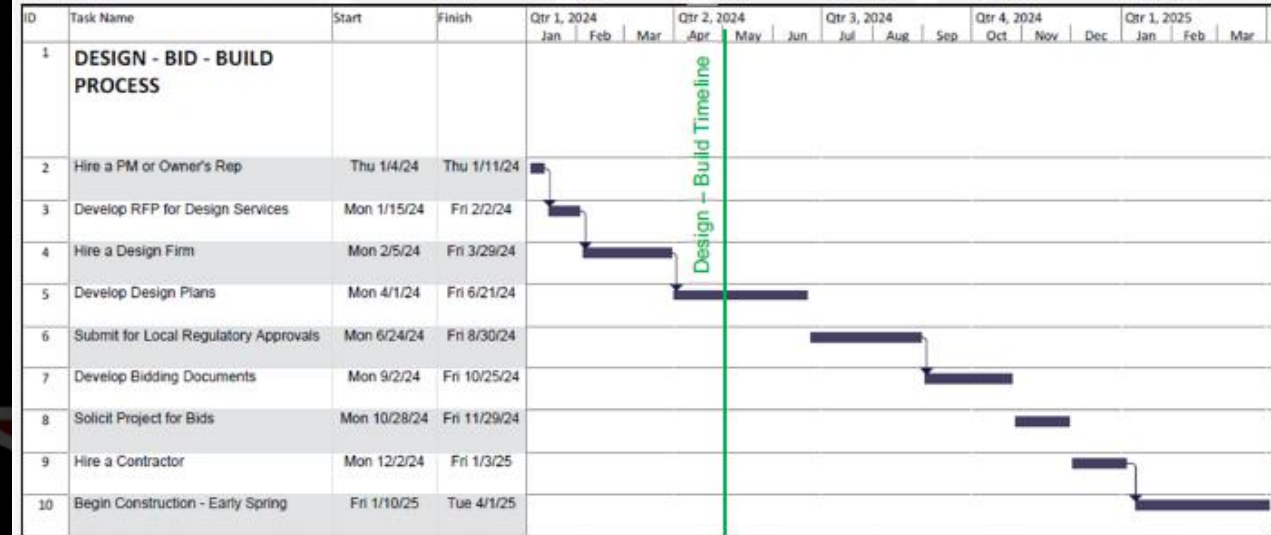 ID Task Name Start Finish Qtr 1, 2024 Qtr 2, 2024 Qtr 3, 2024 Qtr 4, 2024 Qtr 1, 2025
Jan Feb Mar Apr May Jun Jul Aug Sep Oct Nov Dec Jan Feb Mar
1 DESIGN - BID - BUILD
PROCESS
2 Hire a PM or Owner's Rep Thu 1/4/24 Thu 1/11/24
3 Develop RFP for Design Services Mon 1/15/24 Fri 2/2/24
4 Hire a Design Firm Mon 2/5/24 Fri 3/29/24
5 Develop Design Plans Mon 4/1/24 Fri 6/21/24
6 Submit for Local Regulatory Approvals Mon 6/24/24 Fri 8/30/24
7 Develop Bidding Documents Mon 9/2/24 Fri 10/25/24
8 Solicit Project for Bids Mon 10/28/24 Fri 11/29/24
9 Hire a Contractor Mon 12/2/24 Fri 1/3/25
10 Begin Construction - Early Spring Fri 1/10/25 Tue 4/1/25
Design – Build Timeline